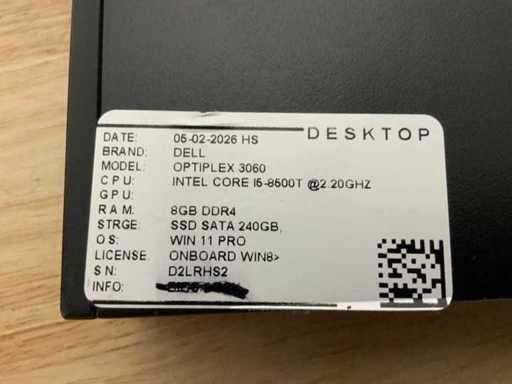 DESKTOP
DATE: 05-02-2026 HS
BRAND: DELL
MODEL: OPTIPLEX 3060
CPU: INTEL CORE I5-8500T @2.20GHZ
GPU:
RAM: 8GB DDR4
STRGE: SSD SATA 240GB,
OS: WIN 11 PRO
LICENSE: ONBOARD WIN8>
SN: D2LRHS2
INFO: